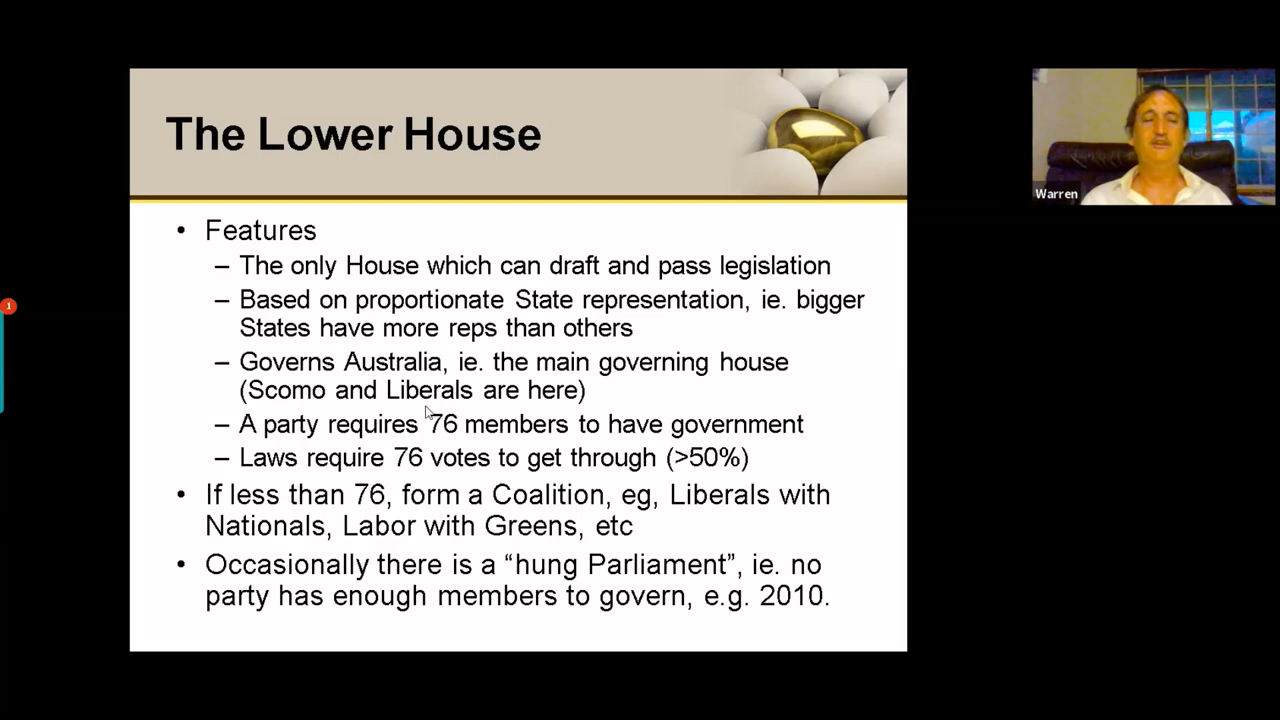 The Lower House
• Features
– The only House which can draft and pass legislation
– Based on proportionate State representation, ie. bigger
States have more reps than others
– Governs Australia, ie. the main governing house
(Scomo and Liberals are here)
– A party requires 76 members to have government
– Laws require 76 votes to get through (>50%)
• If less than 76, form a Coalition, eg, Liberals with
Nationals, Labor with Greens, etc
• Occasionally there is a “hung Parliament”, ie. no
party has enough members to govern, e.g. 2010.
Warren
1